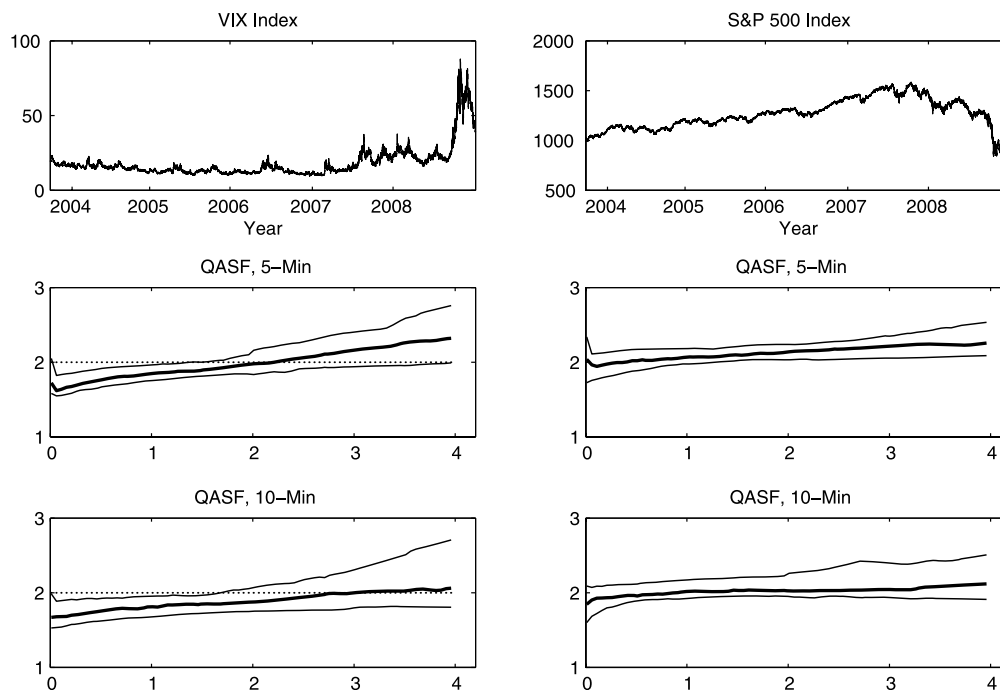 VIX Index
100
50
0
2004 2005 2006 2007 2008
Year
S&P 500 Index
2000
1500
1000
500
2004 2005 2006 2007 2008
Year
QASF, 5−Min
3
2
1
0 1 2 3 4
QASF, 5−Min
3
2
1
0 1 2 3 4
QASF, 10−Min
3
2
1
0 1 2 3 4
QASF, 10−Min
3
2
1
0 1 2 3 4